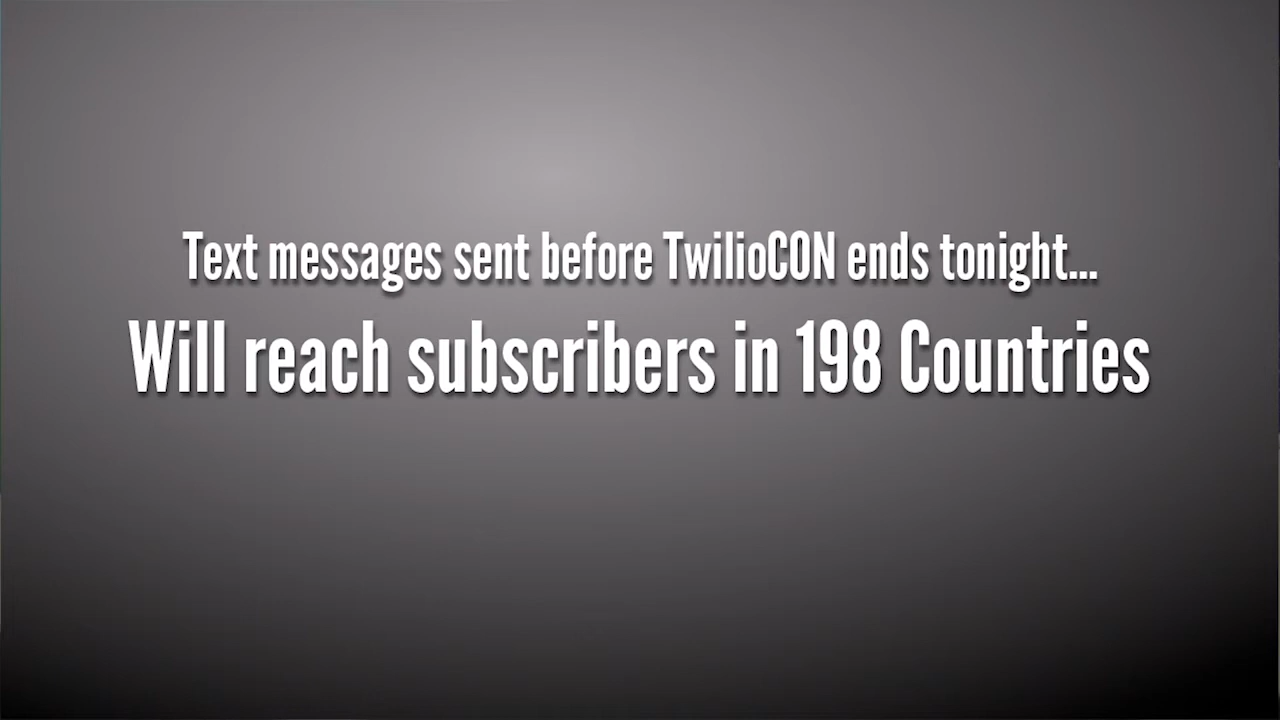 Text messages sent before TwilioCON ends tonight...
Will reach subscribers in 198 Countries